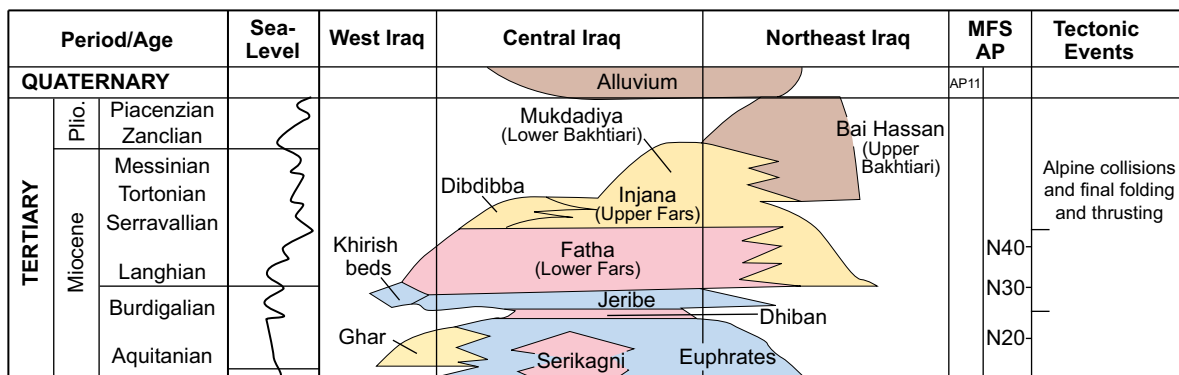 Period/Age
Sea-
Level
West Iraq
Central Iraq
Northeast Iraq
MFS
AP
Tectonic
Events
QUATERNARY
Alluvium
AP11
TERTIARY
Plio.
Piacenzian
Zanclian
Mukdadiya
(Lower Bakhtiari)
Bai Hassan
(Upper
Bakhtiari)
Miocene
Messinian
Tortonian
Serravallian
Langhian
Burdigalian
Aquitanian
Dibdibba
Injana
(Upper Fars)
Alpine collisions
and final folding
and thrusting
Khirish
beds
Fatha
(Lower Fars)
N40
N30
Jeribe
Dhiban
Ghar
N20
Serikagni
Euphrates